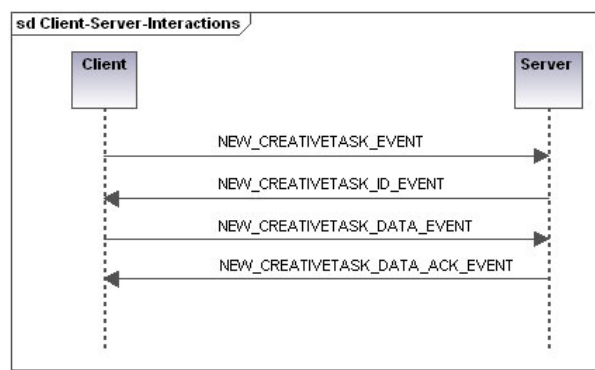 sd Client-Server-Interactions
Client
Server
NEW_CREATIVETASK_EVENT
NEW_CREATIVETASK_ID_EVENT
NEW_CREATIVETASK_DATA_EVENT
NEW_CREATIVETASK_DATA_ACK_EVENT